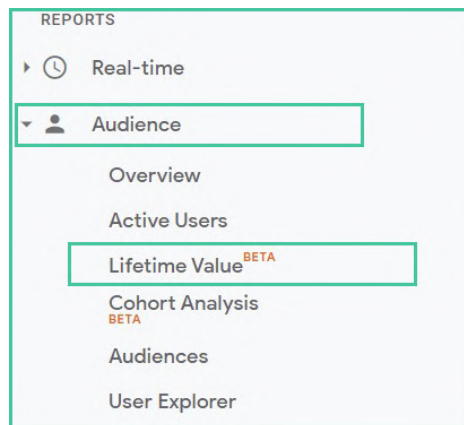 REPORTS
Real-time
Audience
Overview
Active Users
Lifetime Value BETA
Cohort Analysis
BETA
Audiences
User Explorer